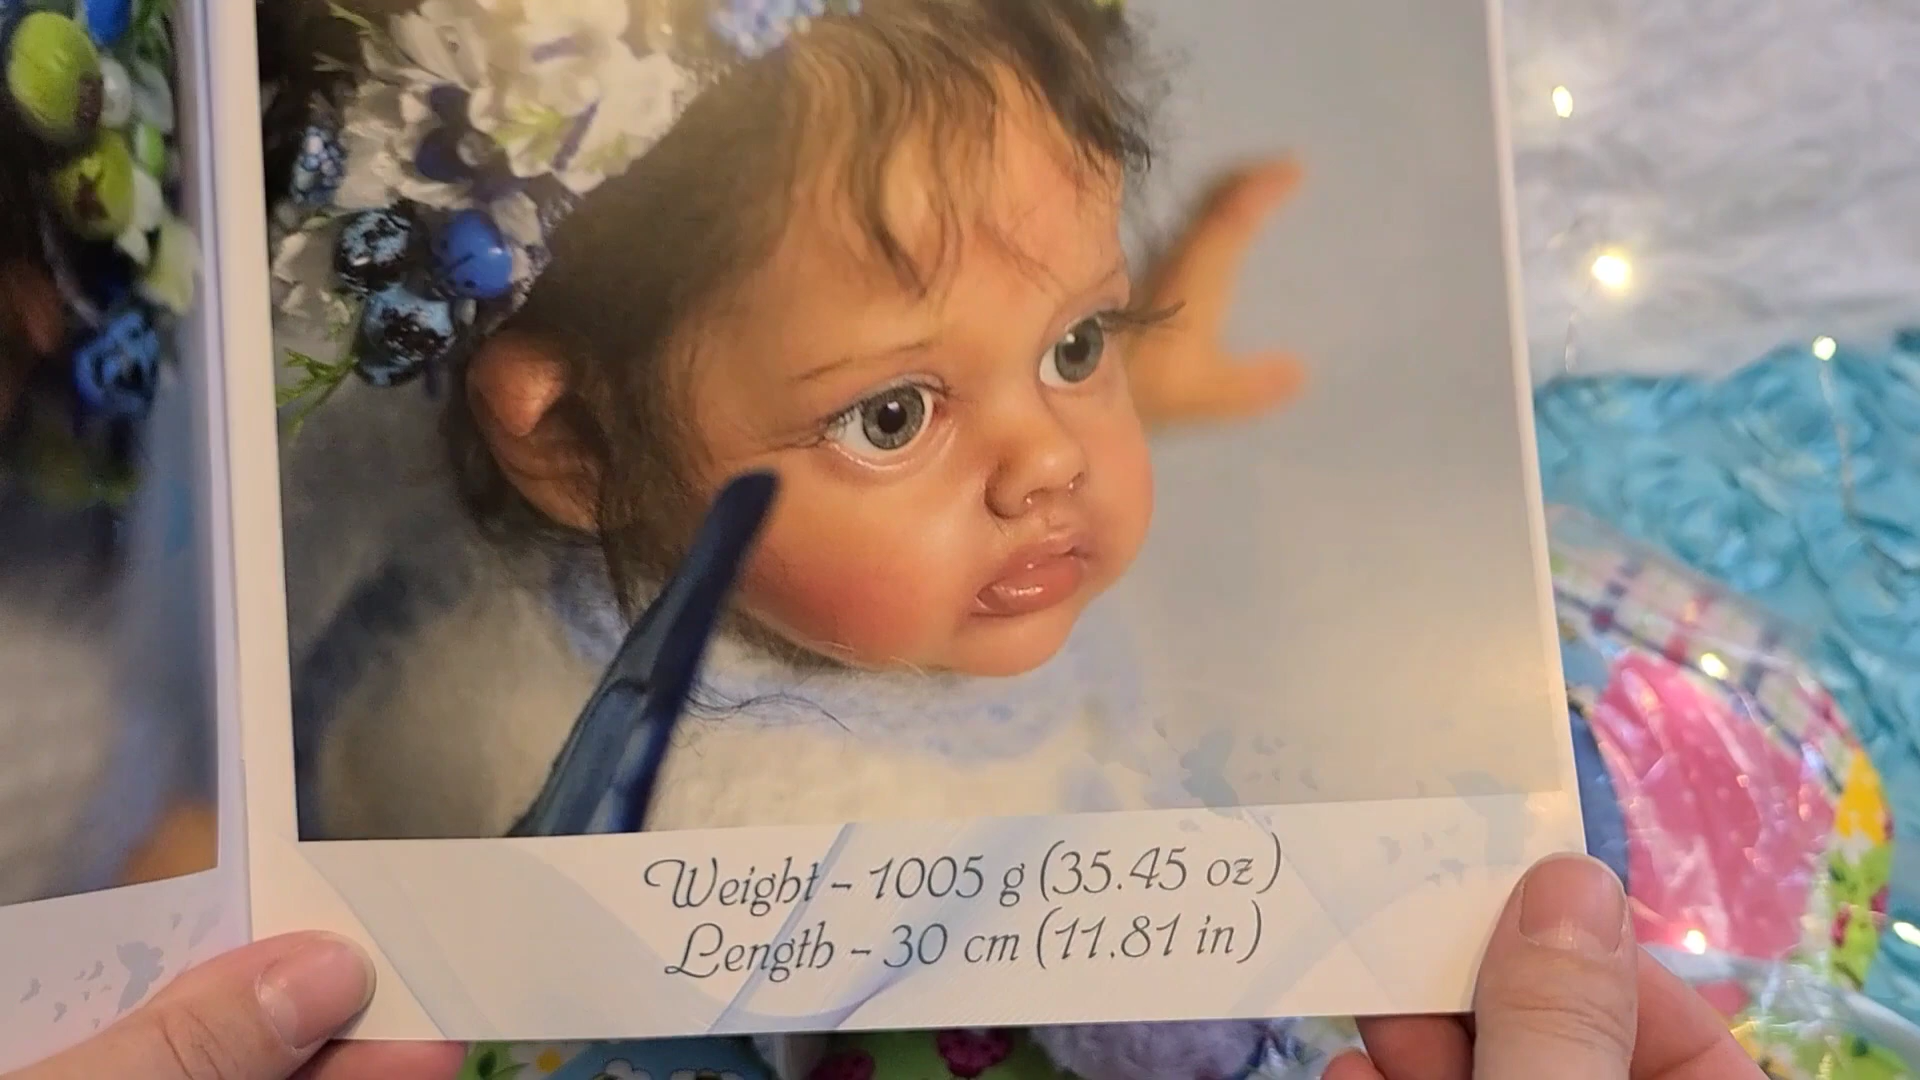 Weight - 1005 g (35.45 oz)
Length - 30 cm (11.81 in)